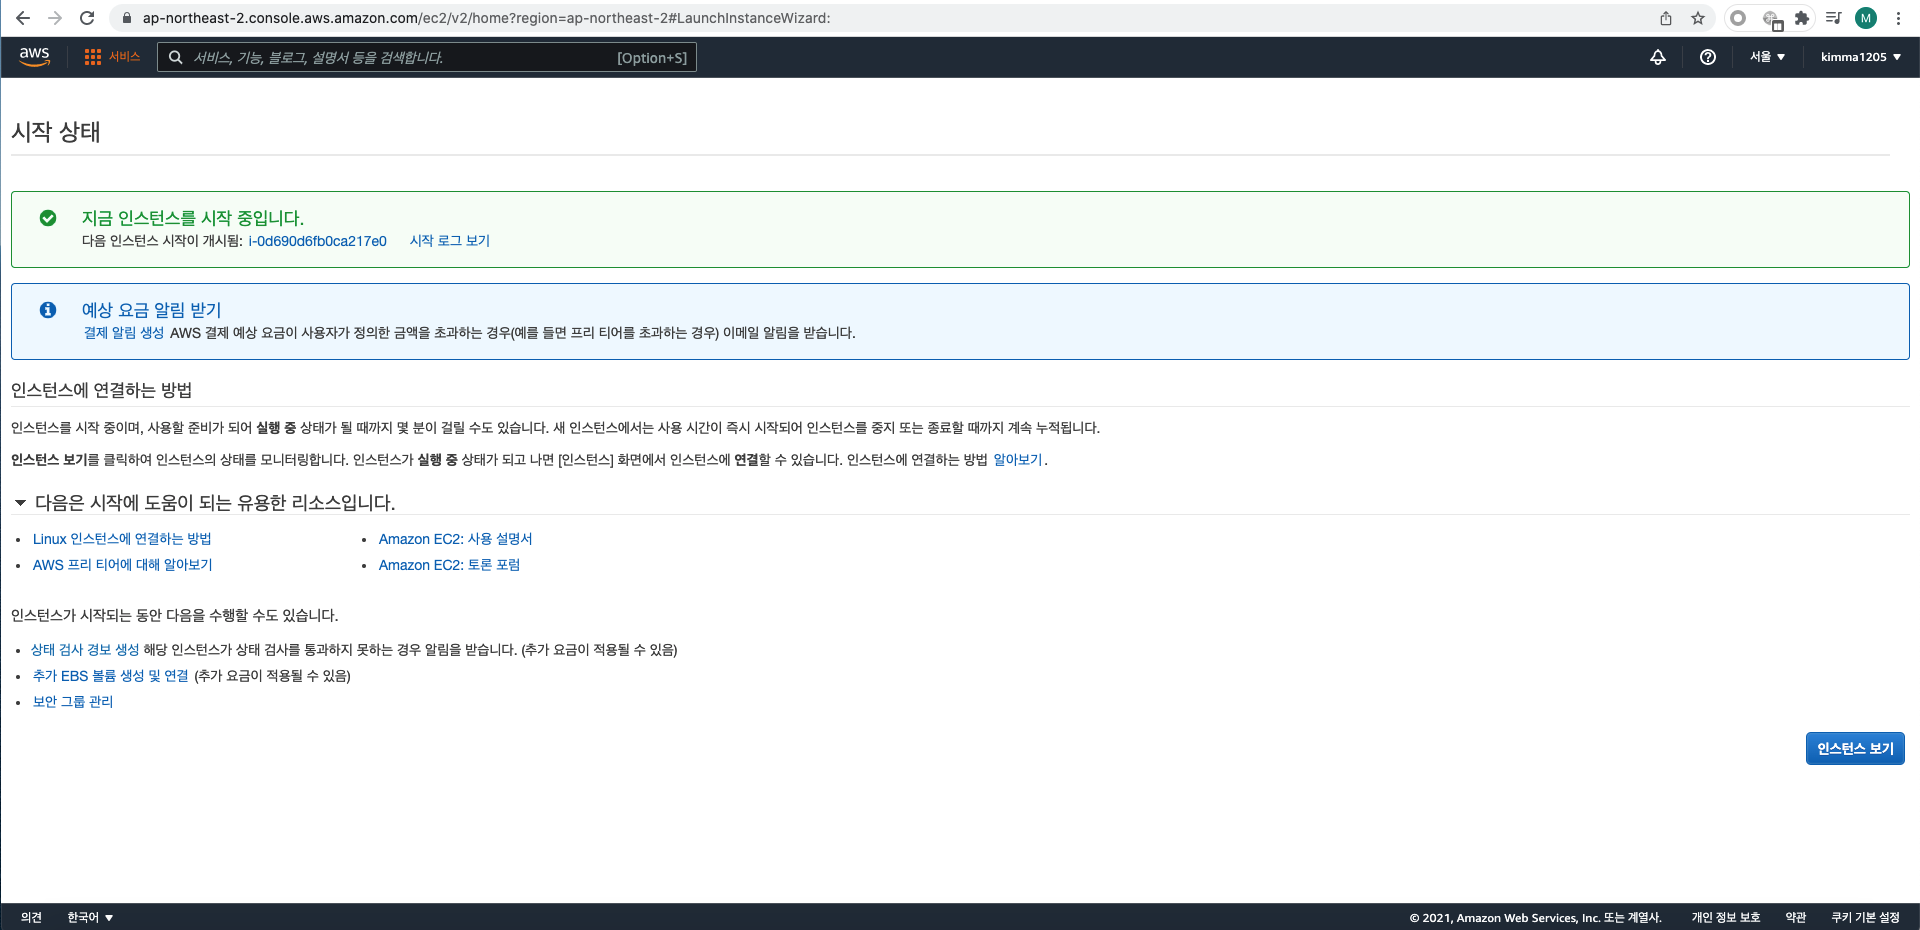 ap-northeast-2.console.aws.amazon.com/ec2/v2/home?region=ap-northeast-2#LaunchInstanceWizard:
M
aws
서비스
서비스, 기능, 블로그, 설명서 등을 검색합니다.
[Option+S]
서울
kimma1205
시작 상태
지금 인스턴스를 시작 중입니다.
다음 인스턴스 시작이 개시됨: i-0d690d6fb0ca217e0 시작 로그 보기
예상 요금 알림 받기
결제 알림 생성 AWS 결제 예상 요금이 사용자가 정의한 금액을 초과하는 경우(예를 들면 프리 티어를 초과하는 경우) 이메일 알림을 받습니다.
인스턴스에 연결하는 방법
인스턴스를 시작 중이며, 사용할 준비가 되어 실행 중 상태가 될 때까지 몇 분이 걸릴 수도 있습니다. 새 인스턴스에서는 사용 시간이 즉시 시작되어 인스턴스를 중지 또는 종료할 때까지 계속 누적됩니다.
인스턴스 보기를 클릭하여 인스턴스의 상태를 모니터링합니다. 인스턴스가 실행 중 상태가 되고 나면 [인스턴스] 화면에서 인스턴스에 연결할 수 있습니다. 인스턴스에 연결하는 방법 알아보기.
다음은 시작에 도움이 되는 유용한 리소스입니다.
• Linux 인스턴스에 연결하는 방법
• AWS 프리 티어에 대해 알아보기
• Amazon EC2: 사용 설명서
• Amazon EC2: 토론 포럼
인스턴스가 시작되는 동안 다음을 수행할 수도 있습니다.
• 상태 검사 경보 생성 해당 인스턴스가 상태 검사를 통과하지 못하는 경우 알림을 받습니다. (추가 요금이 적용될 수 있음)
• 추가 EBS 볼륨 생성 및 연결 (추가 요금이 적용될 수 있음)
• 보안 그룹 관리
인스턴스 보기
의견
한국어
© 2021, Amazon Web Services, Inc. 또는 계열사.
개인 정보 보호
약관
쿠키 기본 설정